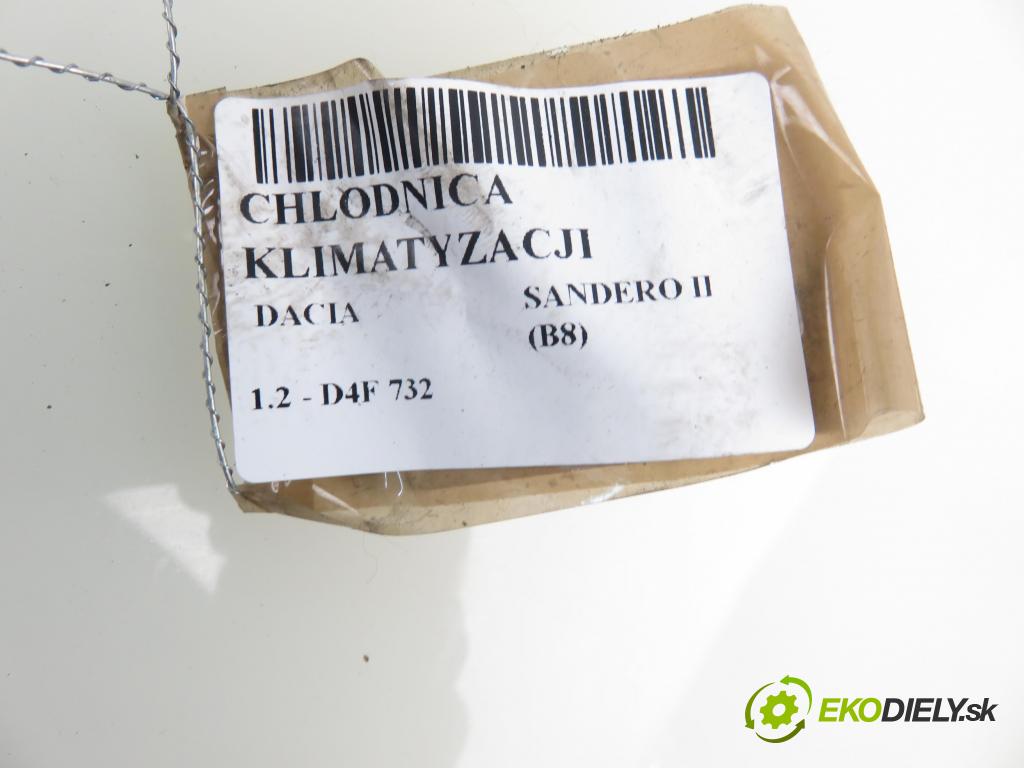 CHLODNICA
KLIMATYZACJI
DACIA SANDERO II
(B8)
1.2 - D4F 732
EKODIELY.sk